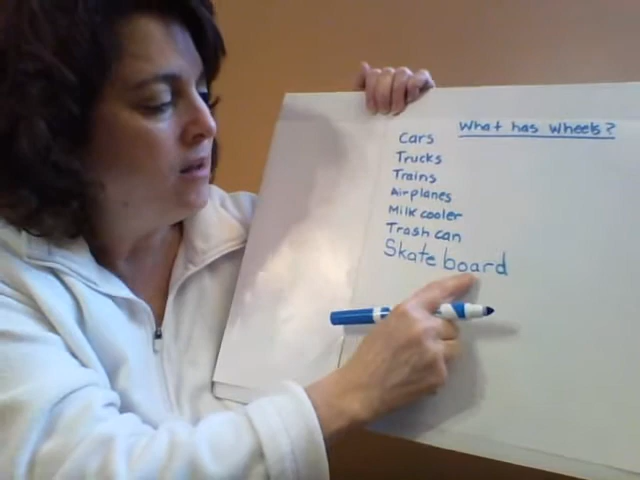 What has wheels?
Cars
Trucks
Trains
Airplanes
Milk cooler
Trash can
Skate board